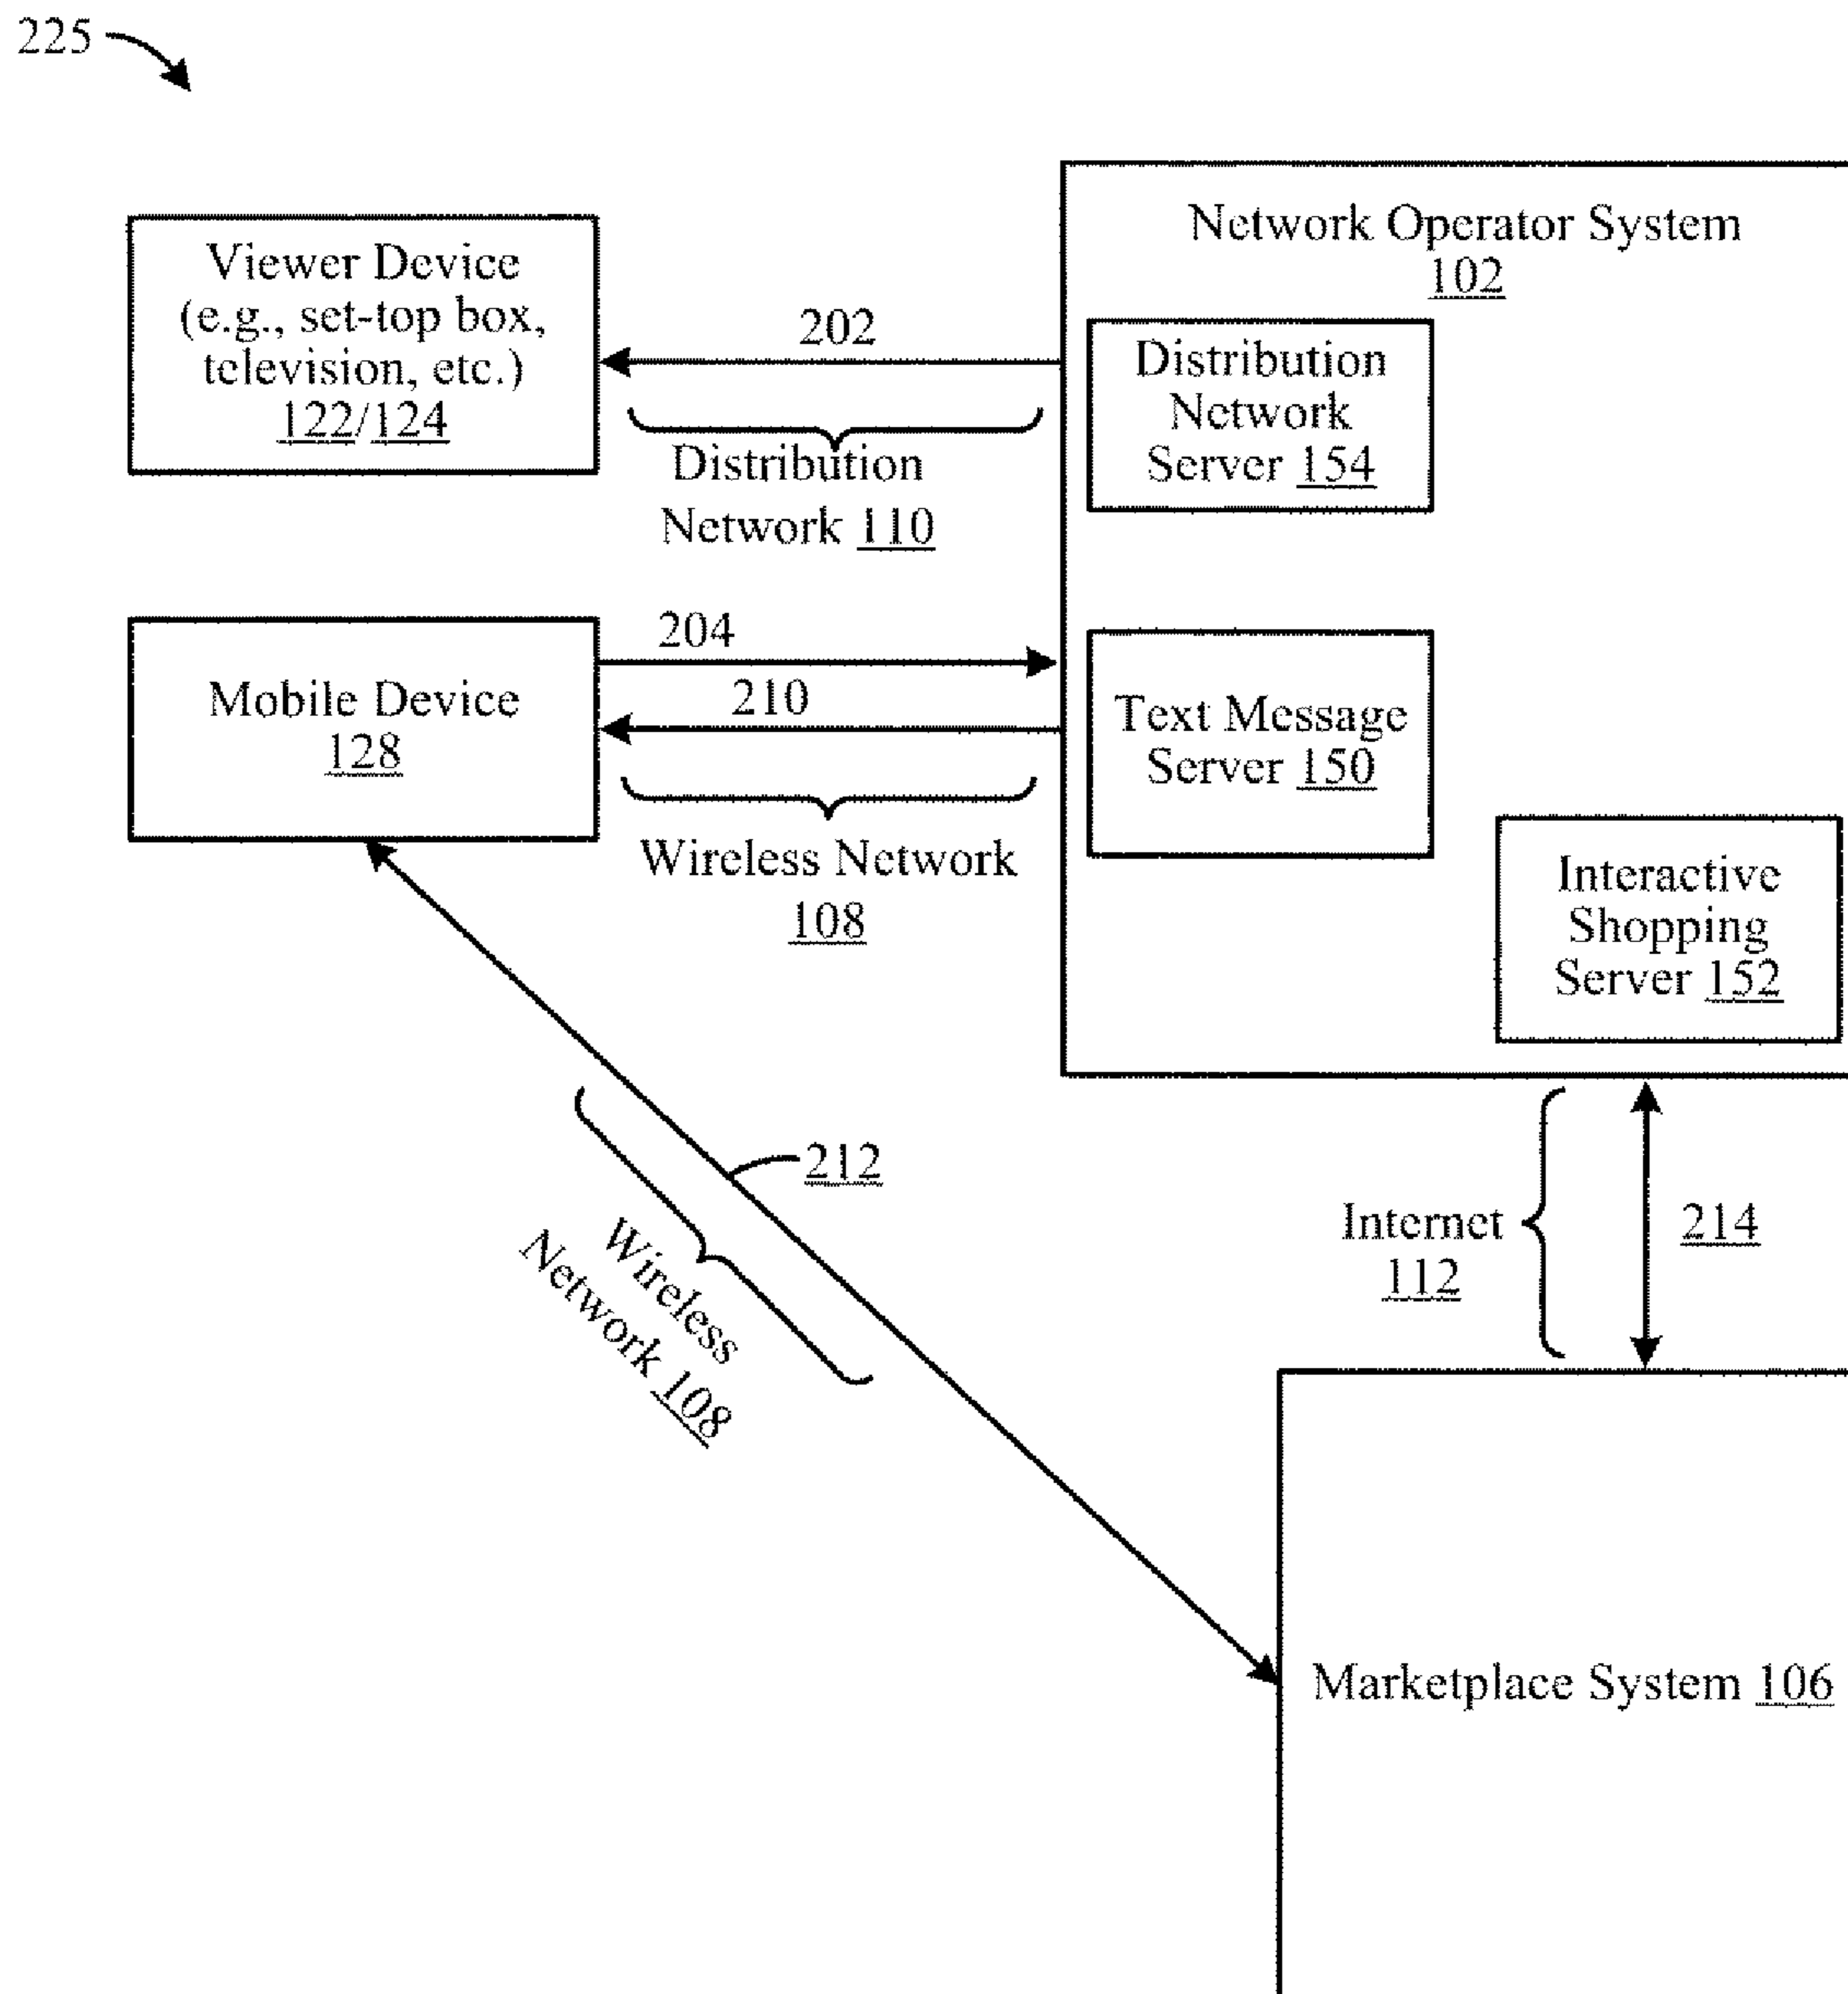 225
Network Operator System
102
Viewer Device
(e.g., set-top box,
television, etc.)
122/124
202
Distribution
Network 110
Distribution
Network
Server 154
Mobile Device
128
204
210
Wireless Network
108
Text Message
Server 150
Interactive
Shopping
Server 152
212
Wireless
Network 108
Internet
112
214
Marketplace System 106